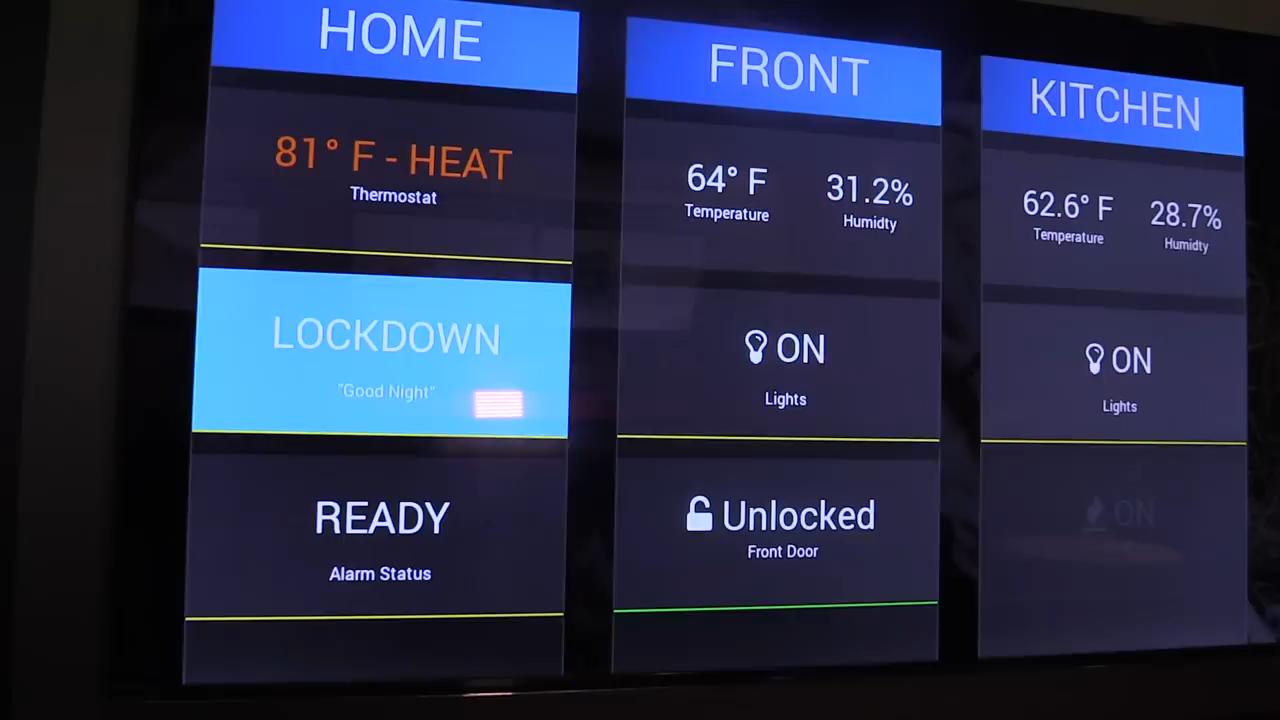 HOME
81° F - HEAT
Thermostat
LOCKDOWN
"Good Night"
READY
Alarm Status
FRONT
64° F 31.2%
Temperature Humidty
ON
Lights
Unlocked
Front Door
KITCHEN
62.6° F 28.7%
Temperature Humidty
ON
Lights
ON